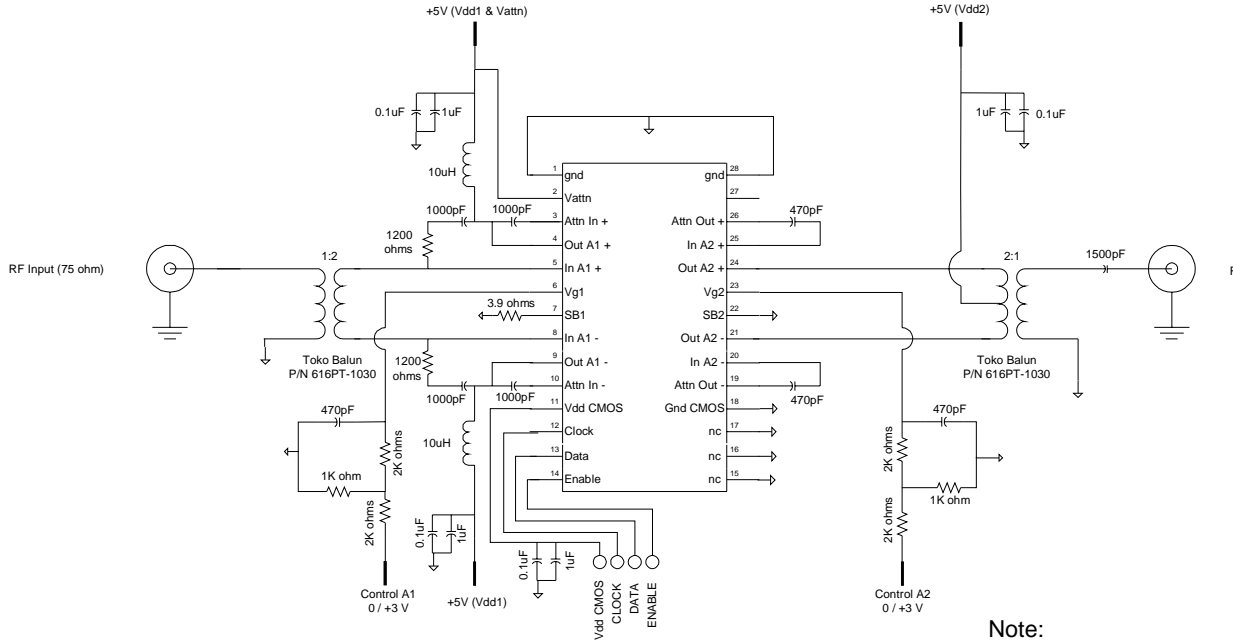 +5V (Vdd1 & Vattn)
+5V (Vdd2)
0.1uF
1uF
1uF
0.1uF
10uH
1000pF
1000pF
1200
ohms
1:2
RF Input (75 ohm)
3.9 ohms
Toko Balun
P/N 616PT-1030
1200
ohms
1000pF
1000pF
470pF
2K ohms
1K ohm
2K ohms
10uH
0.1uF
1uF
0.1uF
1uF
Control A1
0 / +3 V
+5V (Vdd1)
Vdd CMOS
CLOCK
DATA
ENABLE
1 gnd
2 Vattn
3 Attn In +
4 Out A1 +
5 In A1 +
6 Vg1
7 SB1
8 In A1 -
9 Out A1 -
10 Attn In -
11 Vdd CMOS
12 Clock
13 Data
14 Enable
gnd 28
27
Attn Out + 26
In A2 + 25
Out A2 + 24
Vg2 23
SB2 22
Out A2 - 21
In A2 - 20
Attn Out - 19
Gnd CMOS 18
nc 17
nc 16
nc 15
470pF
470pF
2:1
1500pF
Toko Balun
P/N 616PT-1030
470pF
2K ohms
1K ohm
2K ohms
Control A2
0 / +3 V
Note: